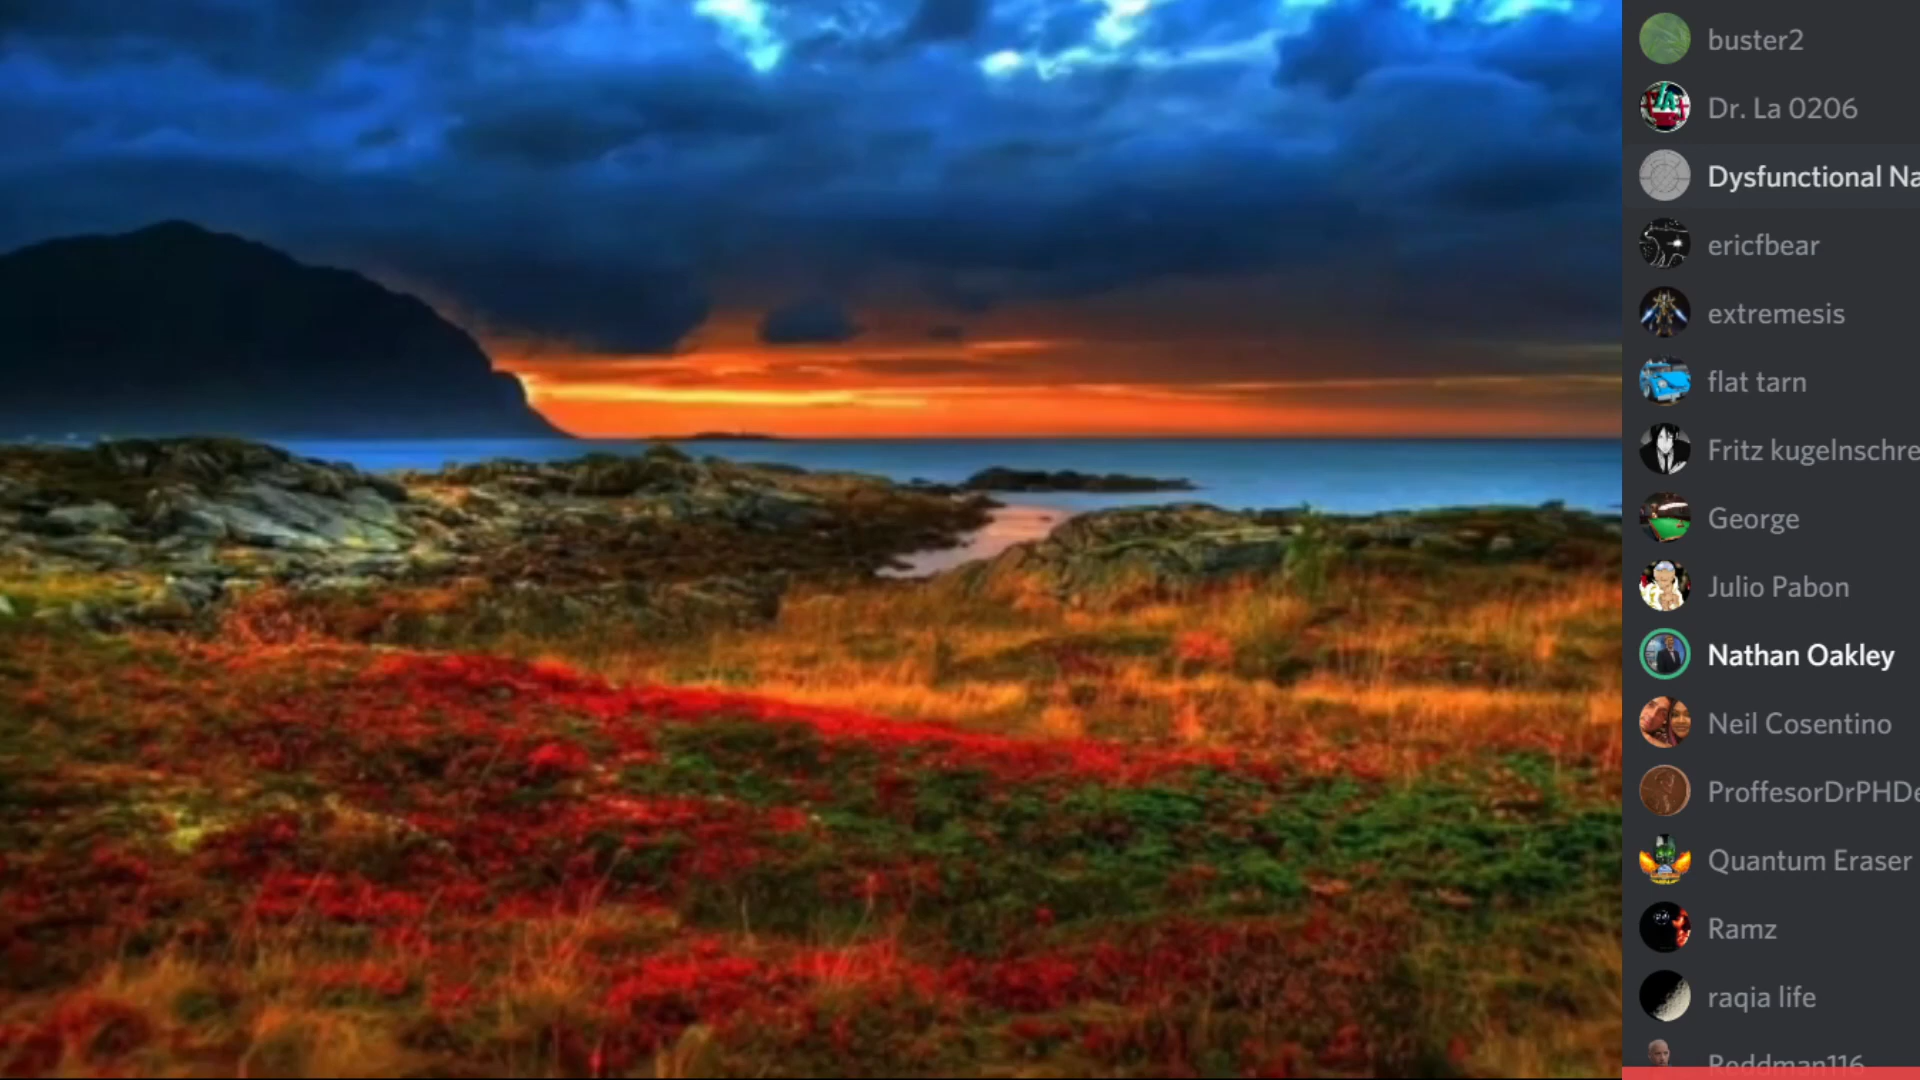 buster2
Dr. La 0206
Dysfunctional Na
ericfbear
extremesis
flat tarn
Fritz kugelnschre
George
Julio Pabon
Nathan Oakley
Neil Cosentino
ProffesorDrPHDe
Quantum Eraser
Ramz
raqia life
Reddman116